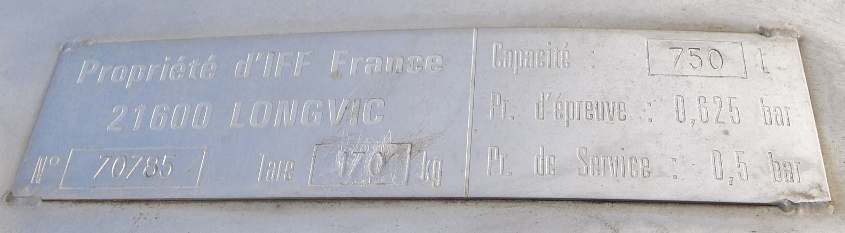 Propriété d'IFF France
21600 LONGVIC
N° 70785 Tare 170 kg
Capacité : 750 L
Pr. d'épreuve : 0,625 bar
Pr. de Service : 0,5 bar